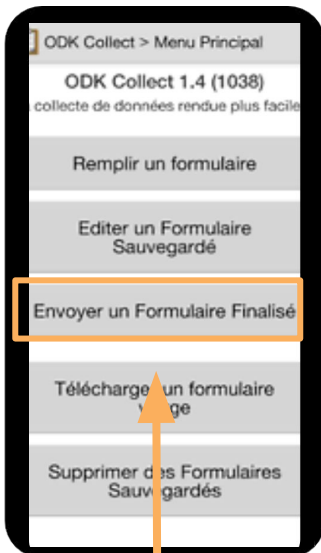 ODK Collect > Menu Principal
ODK Collect 1.4 (1038)
collecte de données rendue plus facile
Remplir un formulaire
Editer un Formulaire
Sauvegardé
Envoyer un Formulaire Finalisé
Télécharger un formulaire
Supprimer des Formulaires
Sauvegardés